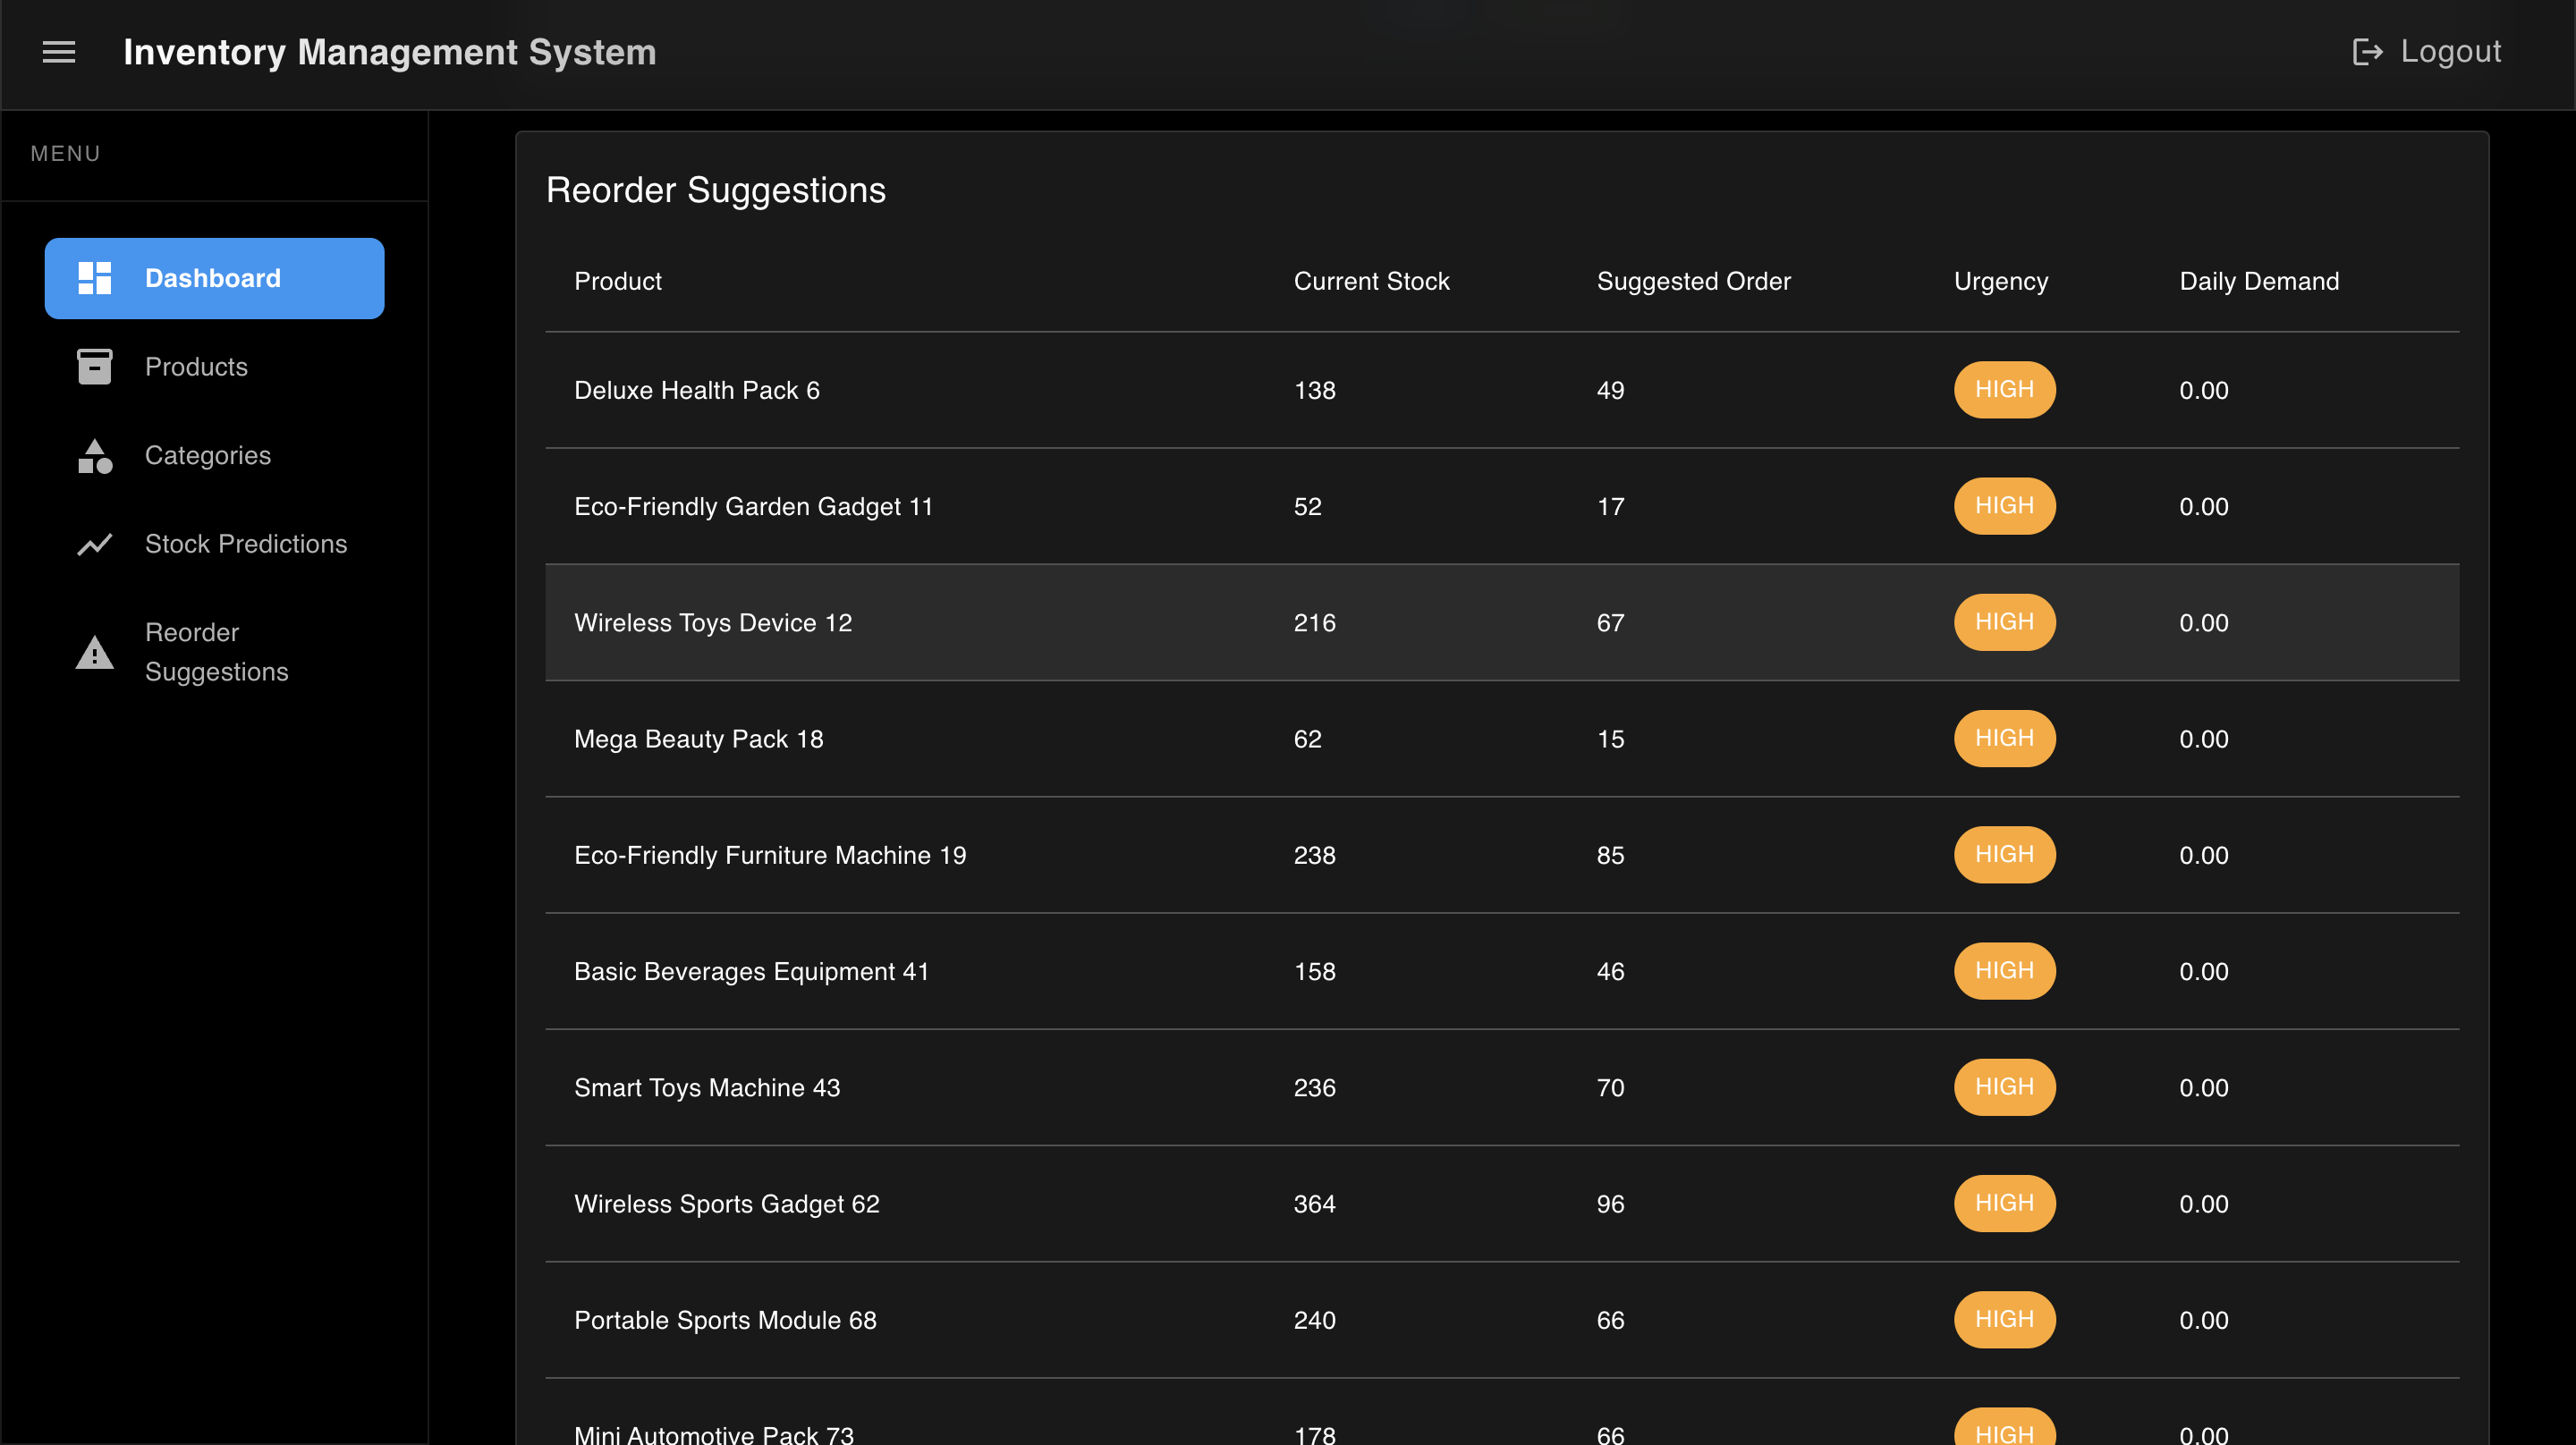 Inventory Management System
Logout
MENU
Dashboard
Products
Categories
Stock Predictions
Reorder
Suggestions
Reorder Suggestions
Product Current Stock Suggested Order Urgency Daily Demand
Deluxe Health Pack 6 138 49 HIGH 0.00
Eco-Friendly Garden Gadget 11 52 17 HIGH 0.00
Wireless Toys Device 12 216 67 HIGH 0.00
Mega Beauty Pack 18 62 15 HIGH 0.00
Eco-Friendly Furniture Machine 19 238 85 HIGH 0.00
Basic Beverages Equipment 41 158 46 HIGH 0.00
Smart Toys Machine 43 236 70 HIGH 0.00
Wireless Sports Gadget 62 364 96 HIGH 0.00
Portable Sports Module 68 240 66 HIGH 0.00
Mini Automotive Pack 73 178 66 HIGH 0.00